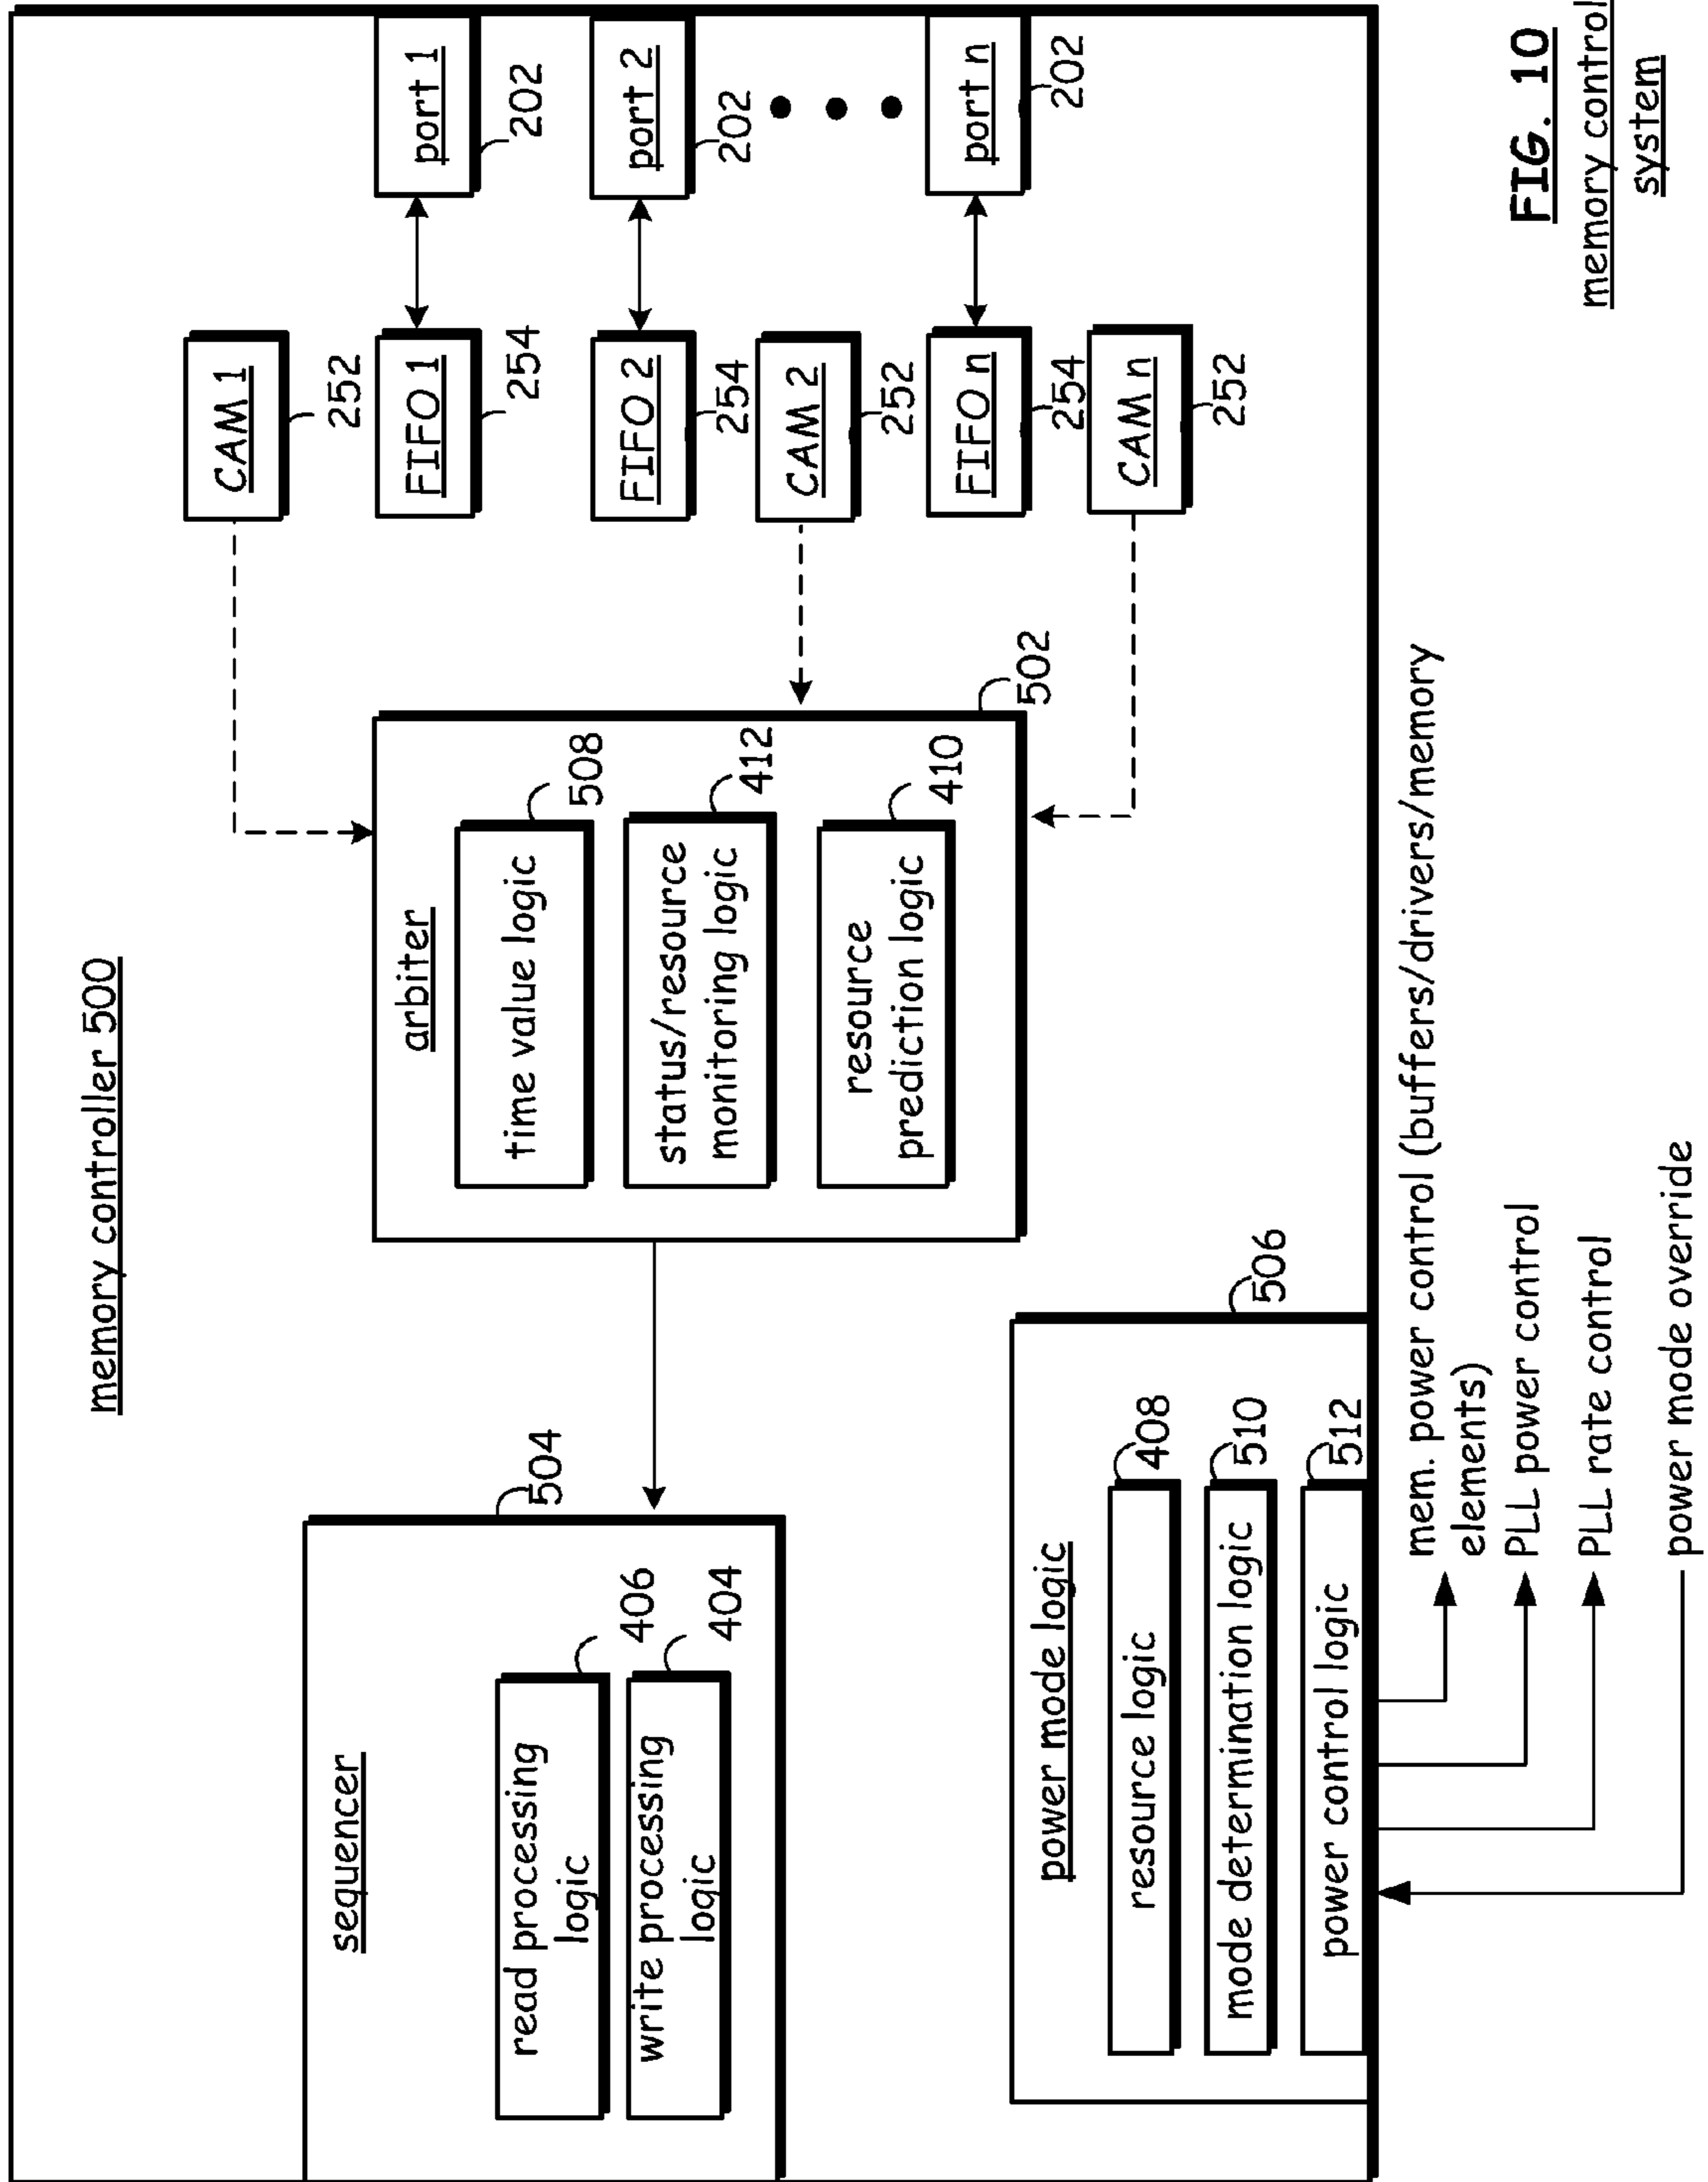 memory controller 500
sequencer
504
read processing
logic
406
write processing
logic
404
arbiter
502
time value logic
508
status/resource
monitoring logic
412
resource
prediction logic
410
CAM 1
252
FIFO 1
254
port 1
202
FIFO 2
254
port 2
202
CAM 2
252
FIFO n
254
port n
202
CAM n
252
power mode logic
506
resource logic
408
mode determination logic
510
power control logic
512
mem. power control (buffers/drivers/memory
elements)
PLL power control
PLL rate control
power mode override
FIG. 10
memory control
system